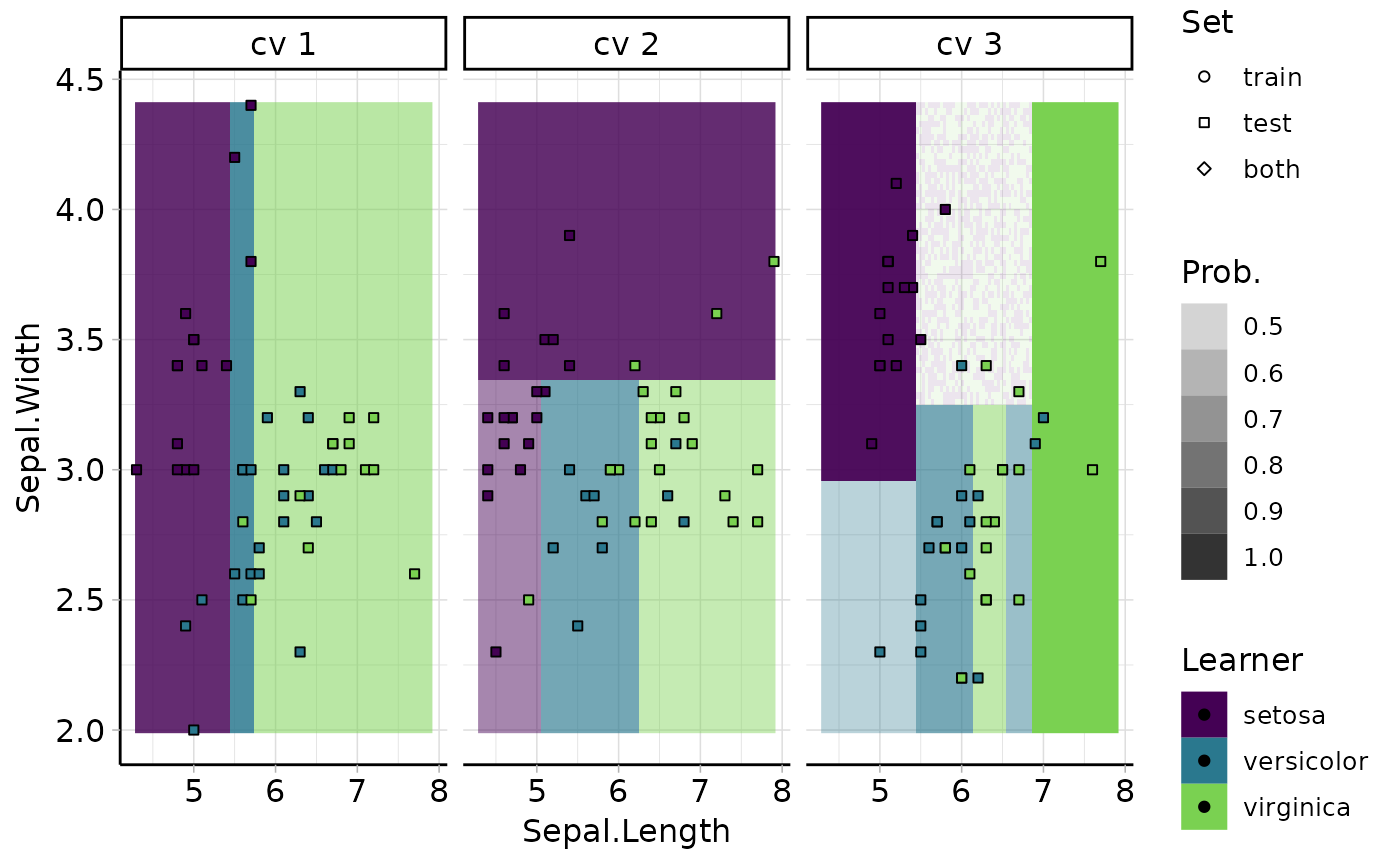 cv 1
cv 2
cv 3
4.5
4.0
3.5
3.0
2.5
2.0
Sepal.Width
5 6 7 8
5 6 7 8
5 6 7 8
Sepal.Length
Set
train
test
both
Prob.
0.5
0.6
0.7
0.8
0.9
1.0
Learner
setosa
versicolor
virginica